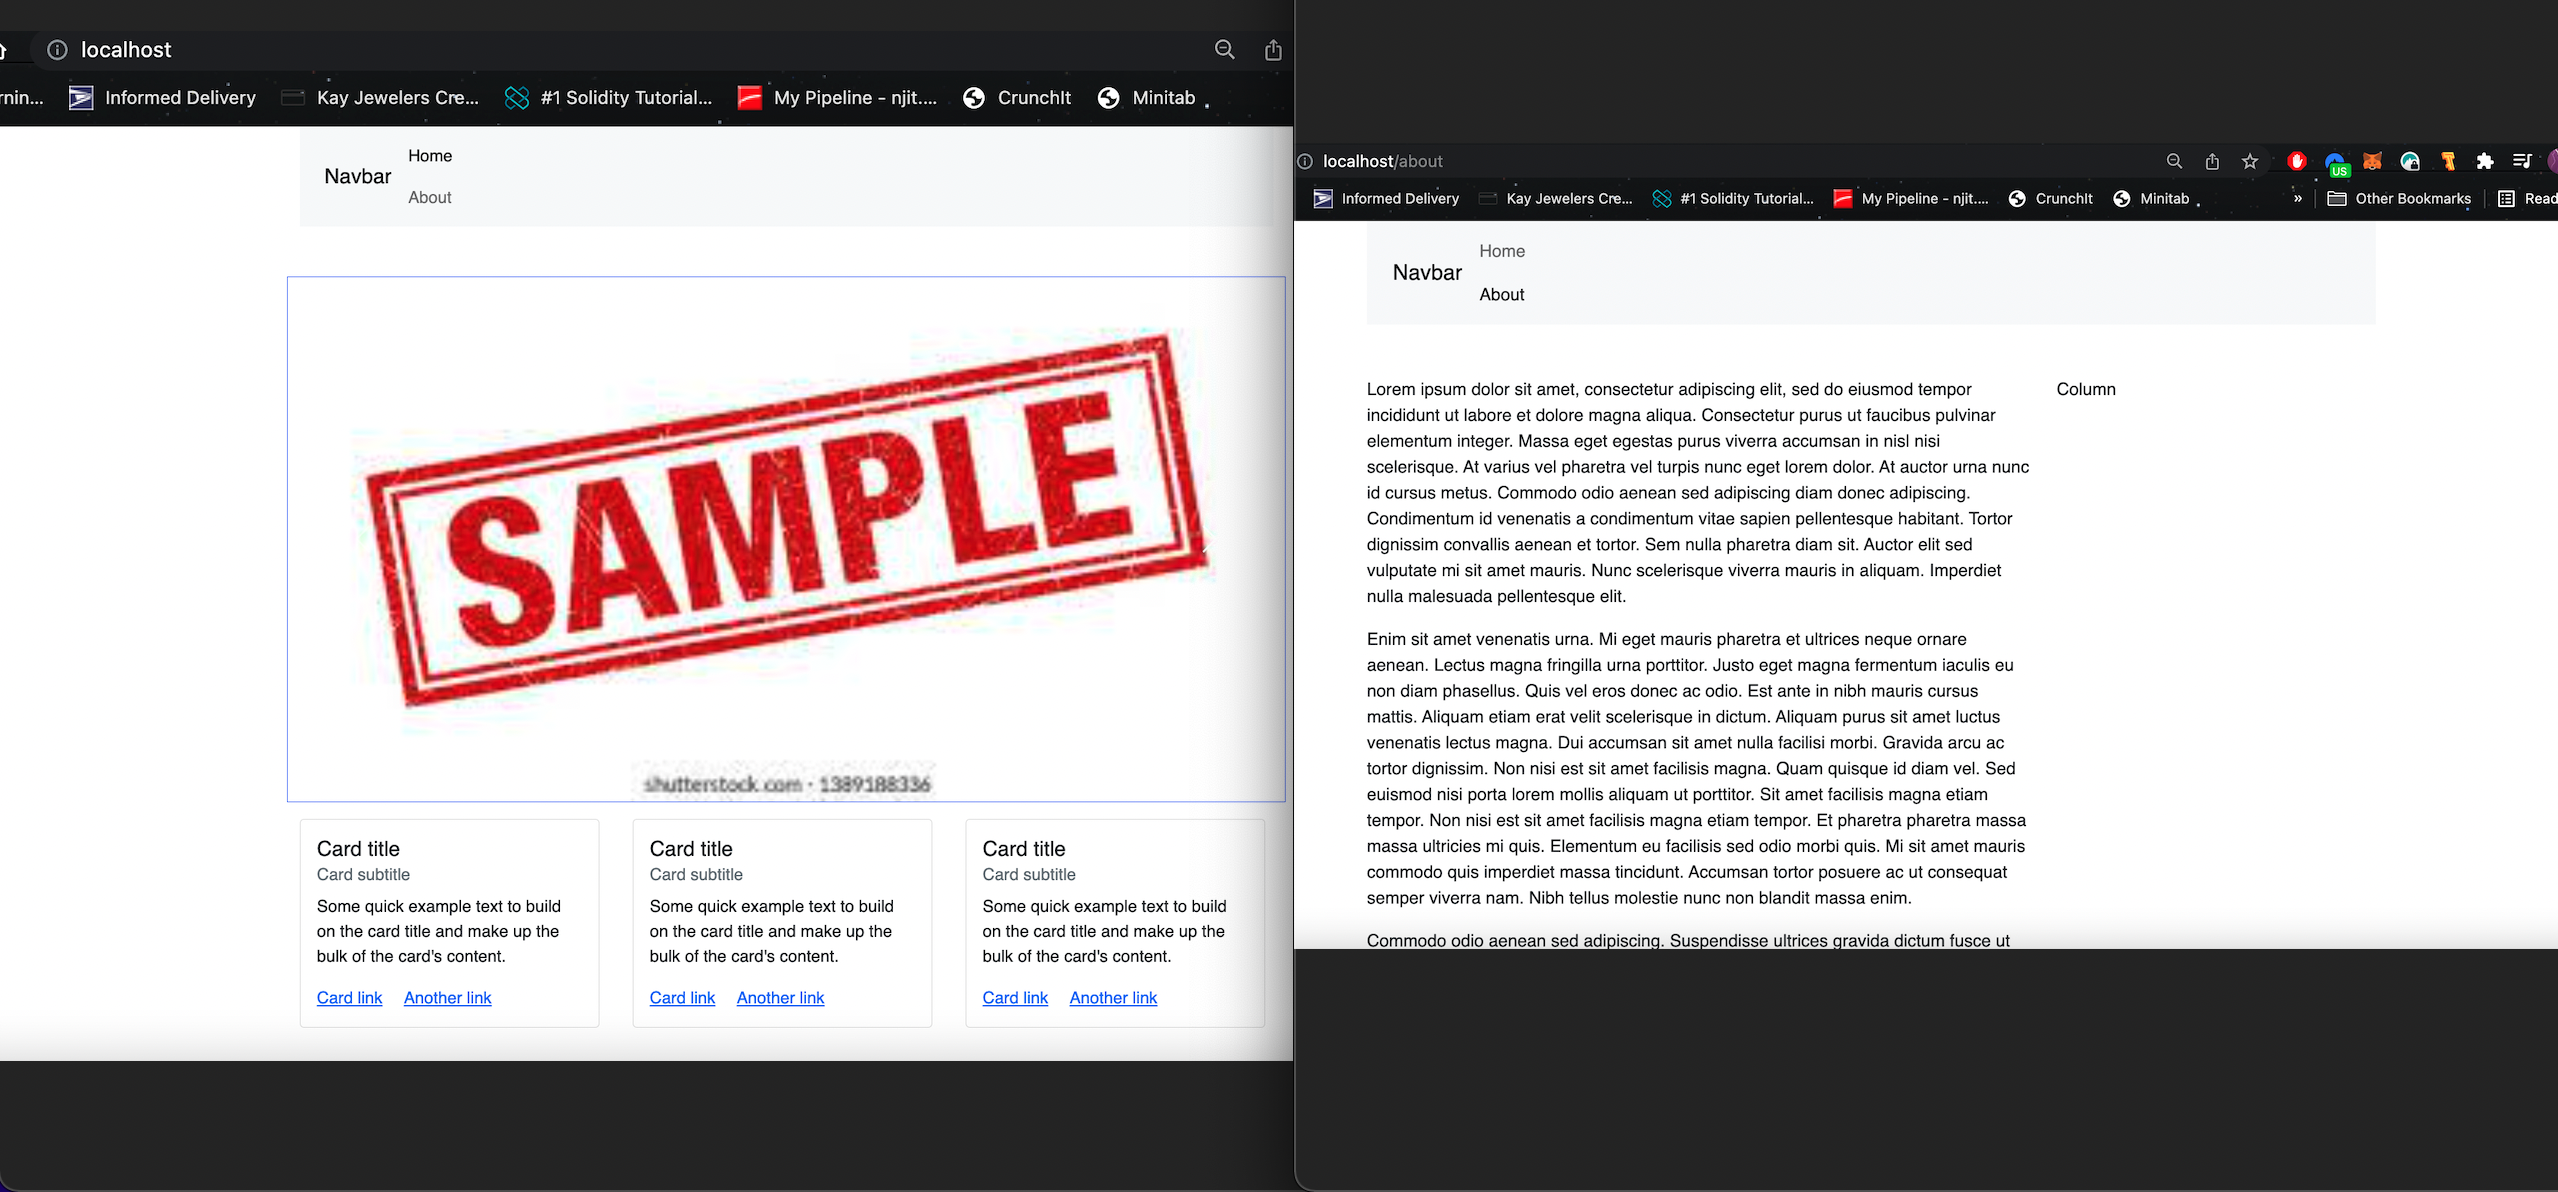 localhost
rnin...
Informed Delivery
Kay Jewelers Cre...
#1 Solidity Tutorial...
My Pipeline - njit....
CrunchIt
Minitab
Navbar
Home
About
SAMPLE
shutterstock.com · 1389188336
Card title
Card subtitle
Some quick example text to build
on the card title and make up the
bulk of the card's content.
Card link Another link
Card title
Card subtitle
Some quick example text to build
on the card title and make up the
bulk of the card's content.
Card link Another link
Card title
Card subtitle
Some quick example text to build
on the card title and make up the
bulk of the card's content.
Card link Another link
localhost/about
US
Informed Delivery
Kay Jewelers Cre...
#1 Solidity Tutorial...
My Pipeline - njit....
CrunchIt
Minitab
»
Other Bookmarks
Read
Navbar
Home
About
Lorem ipsum dolor sit amet, consectetur adipiscing elit, sed do eiusmod tempor
incididunt ut labore et dolore magna aliqua. Consectetur purus ut faucibus pulvinar
elementum integer. Massa eget egestas purus viverra accumsan in nisl nisi
scelerisque. At varius vel pharetra vel turpis nunc eget lorem dolor. At auctor urna nunc
id cursus metus. Commodo odio aenean sed adipiscing diam donec adipiscing.
Condimentum id venenatis a condimentum vitae sapien pellentesque habitant. Tortor
dignissim convallis aenean et tortor. Sem nulla pharetra diam sit. Auctor elit sed
vulputate mi sit amet mauris. Nunc scelerisque viverra mauris in aliquam. Imperdiet
nulla malesuada pellentesque elit.
Enim sit amet venenatis urna. Mi eget mauris pharetra et ultrices neque ornare
aenean. Lectus magna fringilla urna porttitor. Justo eget magna fermentum iaculis eu
non diam phasellus. Quis vel eros donec ac odio. Est ante in nibh mauris cursus
mattis. Aliquam etiam erat velit scelerisque in dictum. Aliquam purus sit amet luctus
venenatis lectus magna. Dui accumsan sit amet nulla facilisi morbi. Gravida arcu ac
tortor dignissim. Non nisi est sit amet facilisis magna. Quam quisque id diam vel. Sed
euismod nisi porta lorem mollis aliquam ut porttitor. Sit amet facilisis magna etiam
tempor. Non nisi est sit amet facilisis magna etiam tempor. Et pharetra pharetra massa
massa ultricies mi quis. Elementum eu facilisis sed odio morbi quis. Mi sit amet mauris
commodo quis imperdiet massa tincidunt. Accumsan tortor posuere ac ut consequat
semper viverra nam. Nibh tellus molestie nunc non blandit massa enim.
Commodo odio aenean sed adipiscing. Suspendisse ultrices gravida dictum fusce ut
Column